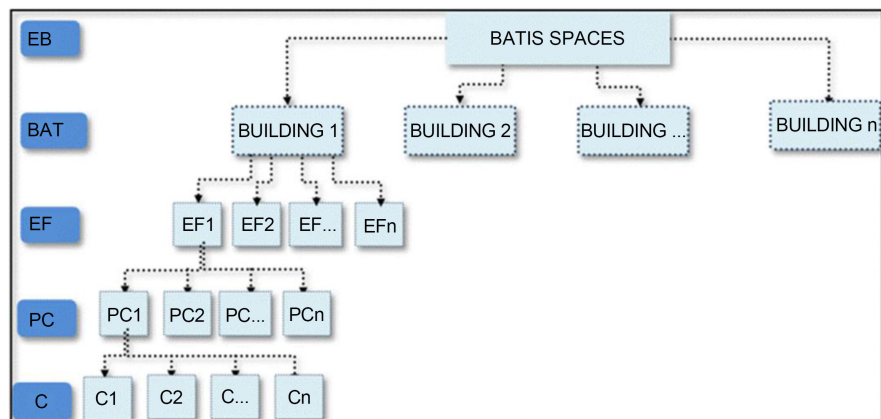 EB
BATIS SPACES
BAT
BUILDING 1
BUILDING 2
BUILDING ...
BUILDING n
EF
EF1
EF2
EF...
EFn
PC
PC1
PC2
PC...
PCn
C
C1
C2
C...
Cn